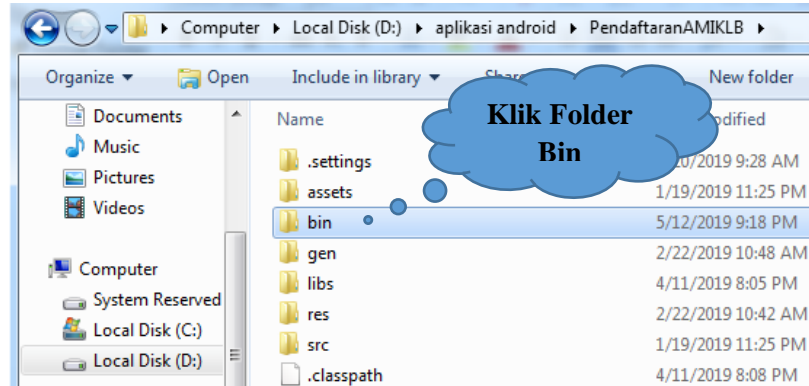 Computer ▸ Local Disk (D:) ▸ aplikasi android ▸ PendaftaranAMIKLB ▸
Organize ▾ Open Include in library ▾ New folder
Documents
Music
Pictures
Videos
Computer
System Reserved
Local Disk (C:)
Local Disk (D:)
Klik Folder
Bin
Name
.settings
assets 1/19/2019 11:25 PM
bin 5/12/2019 9:18 PM
gen 2/22/2019 10:48 AM
libs 4/11/2019 8:05 PM
res 2/22/2019 10:42 AM
src 1/19/2019 11:25 PM
.classpath 4/11/2019 8:08 PM